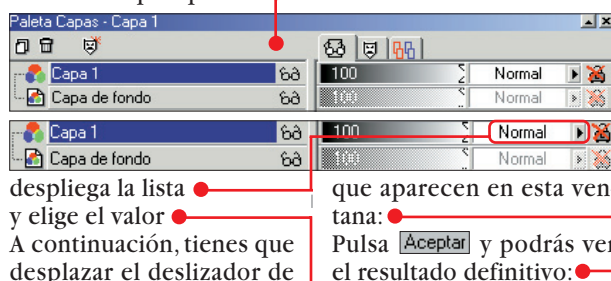 Paleta Capas - Capa 1
Capa 1 100 Normal
Capa de fondo 100 Normal
Capa 1 100 Normal
Capa de fondo 100 Normal
despliega la lista
y elige el valor
A continuación, tienes que
desplazar el deslizador de
que aparecen en esta ven
tana:
Pulsa Aceptar y podrás ver
el resultado definitivo: